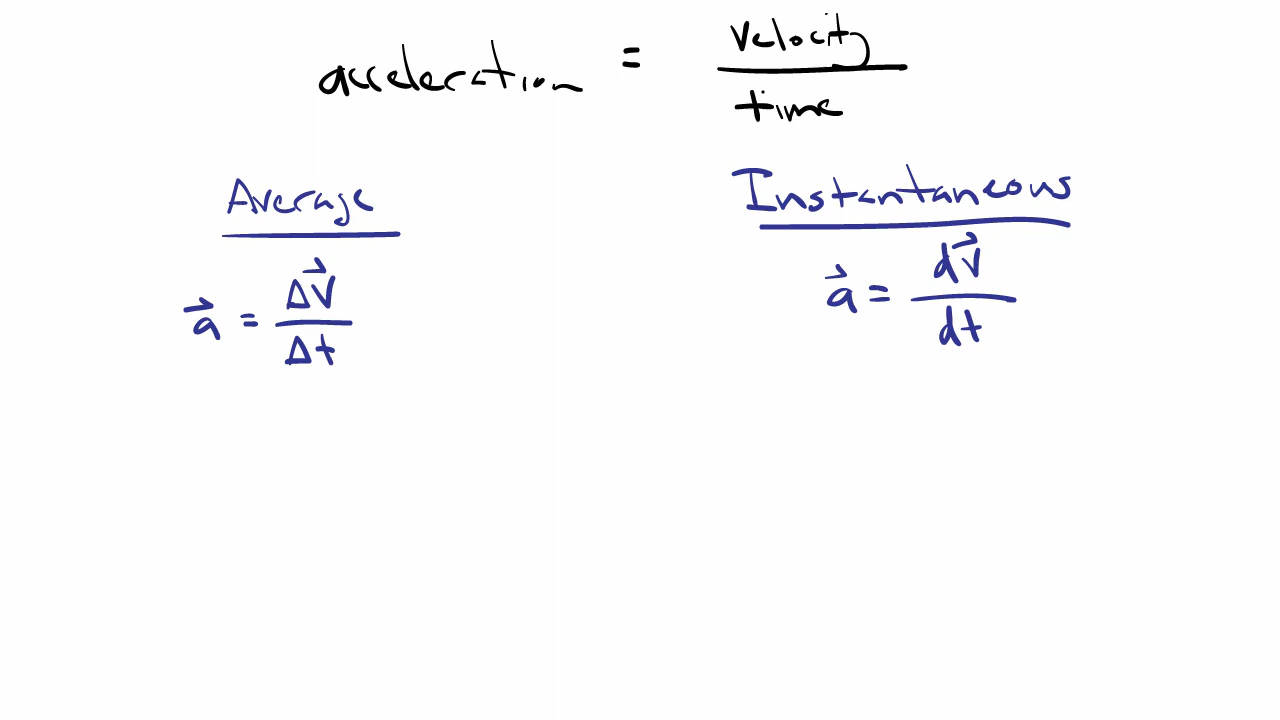 acceleration = velocity / time
Average
Instantaneous
a⃗ = Δv⃗ / Δt
a⃗ = dv⃗ / dt